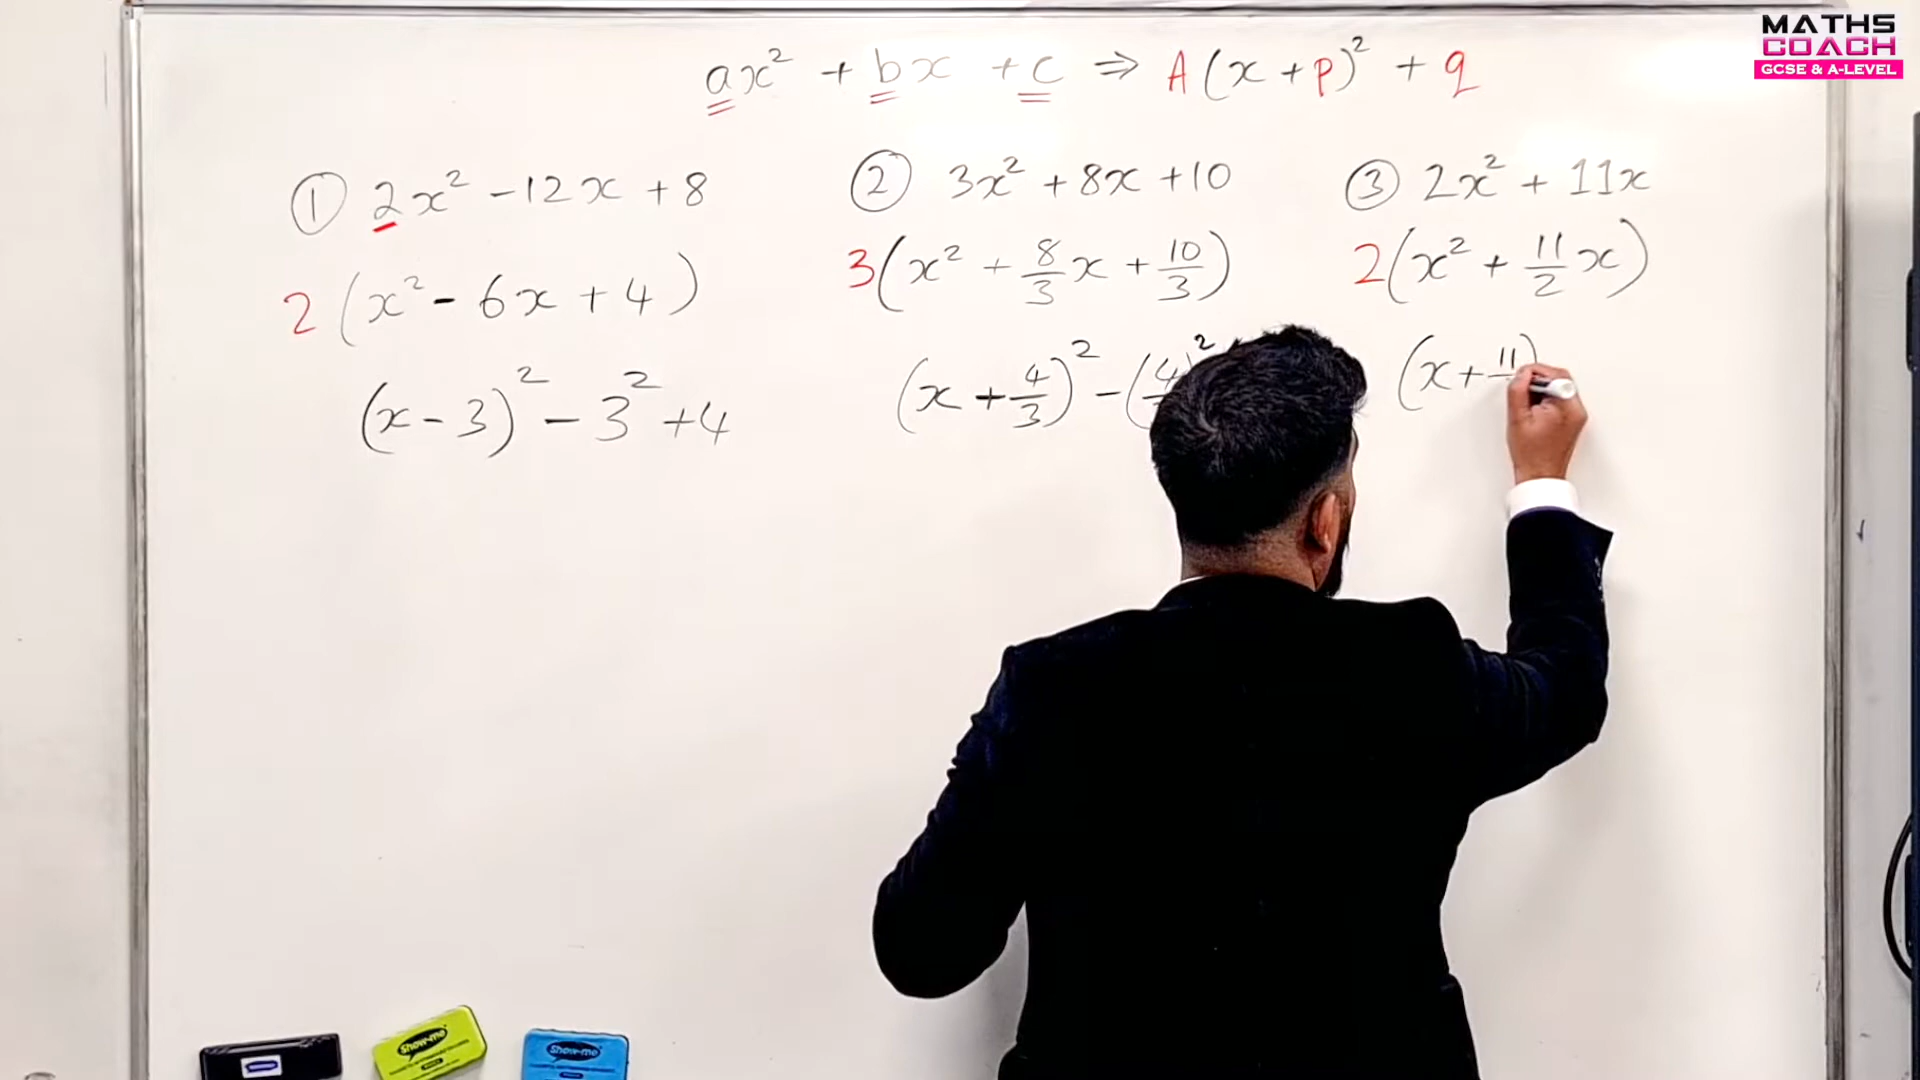 MATHS
COACH
GCSE & A-LEVEL
ax² + bx + c ⇒ A(x + p)² + q
① 2x² - 12x + 8
2(x² - 6x + 4)
(x - 3)² - 3² + 4
② 3x² + 8x + 10
3(x² + 8/3x + 10/3)
(x + 4/3)² - (4
2
③ 2x² + 11x
2(x² + 11/2x)
(x + 11)
show-me
show-me